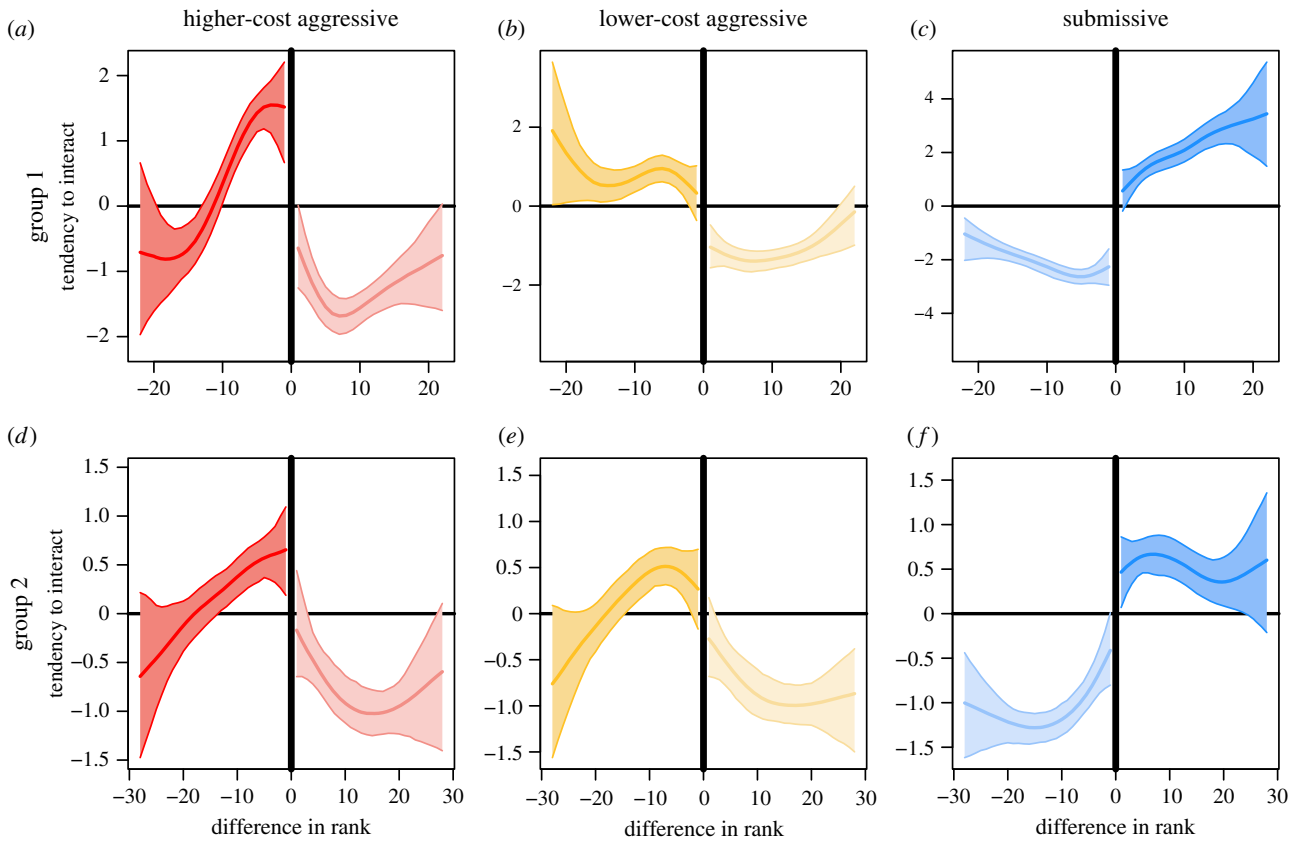 higher-cost aggressive lower-cost aggressive submissive
(a) (b) (c)
group 1
tendency to interact
2
1
0
−1
−2
−20 −10 0 10 20
2
0
−2
−20 −10 0 10 20
4
2
0
−2
−4
−20 −10 0 10 20
(d) (e) (f)
group 2
tendency to interact
1.5
1.0
0.5
0
−0.5
−1.0
−1.5
−30 −20 −10 0 10 20 30
difference in rank
1.5
1.0
0.5
0
−0.5
−1.0
−1.5
−30 −20 −10 0 10 20 30
difference in rank
1.5
1.0
0.5
0
−0.5
−1.0
−1.5
−30 −20 −10 0 10 20 30
difference in rank